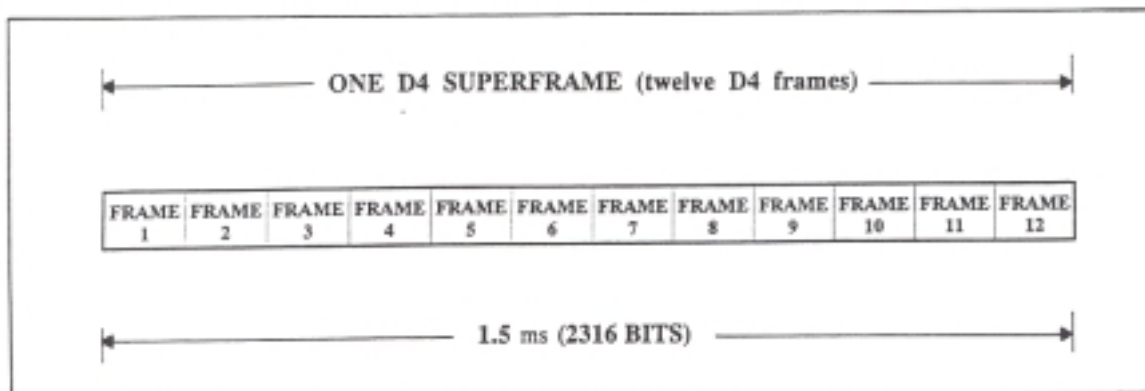 ONE D4 SUPERFRAME (twelve D4 frames)
FRAME FRAME FRAME FRAME FRAME FRAME FRAME FRAME FRAME FRAME FRAME FRAME
1 2 3 4 5 6 7 8 9 10 11 12
1.5 ms (2316 BITS)